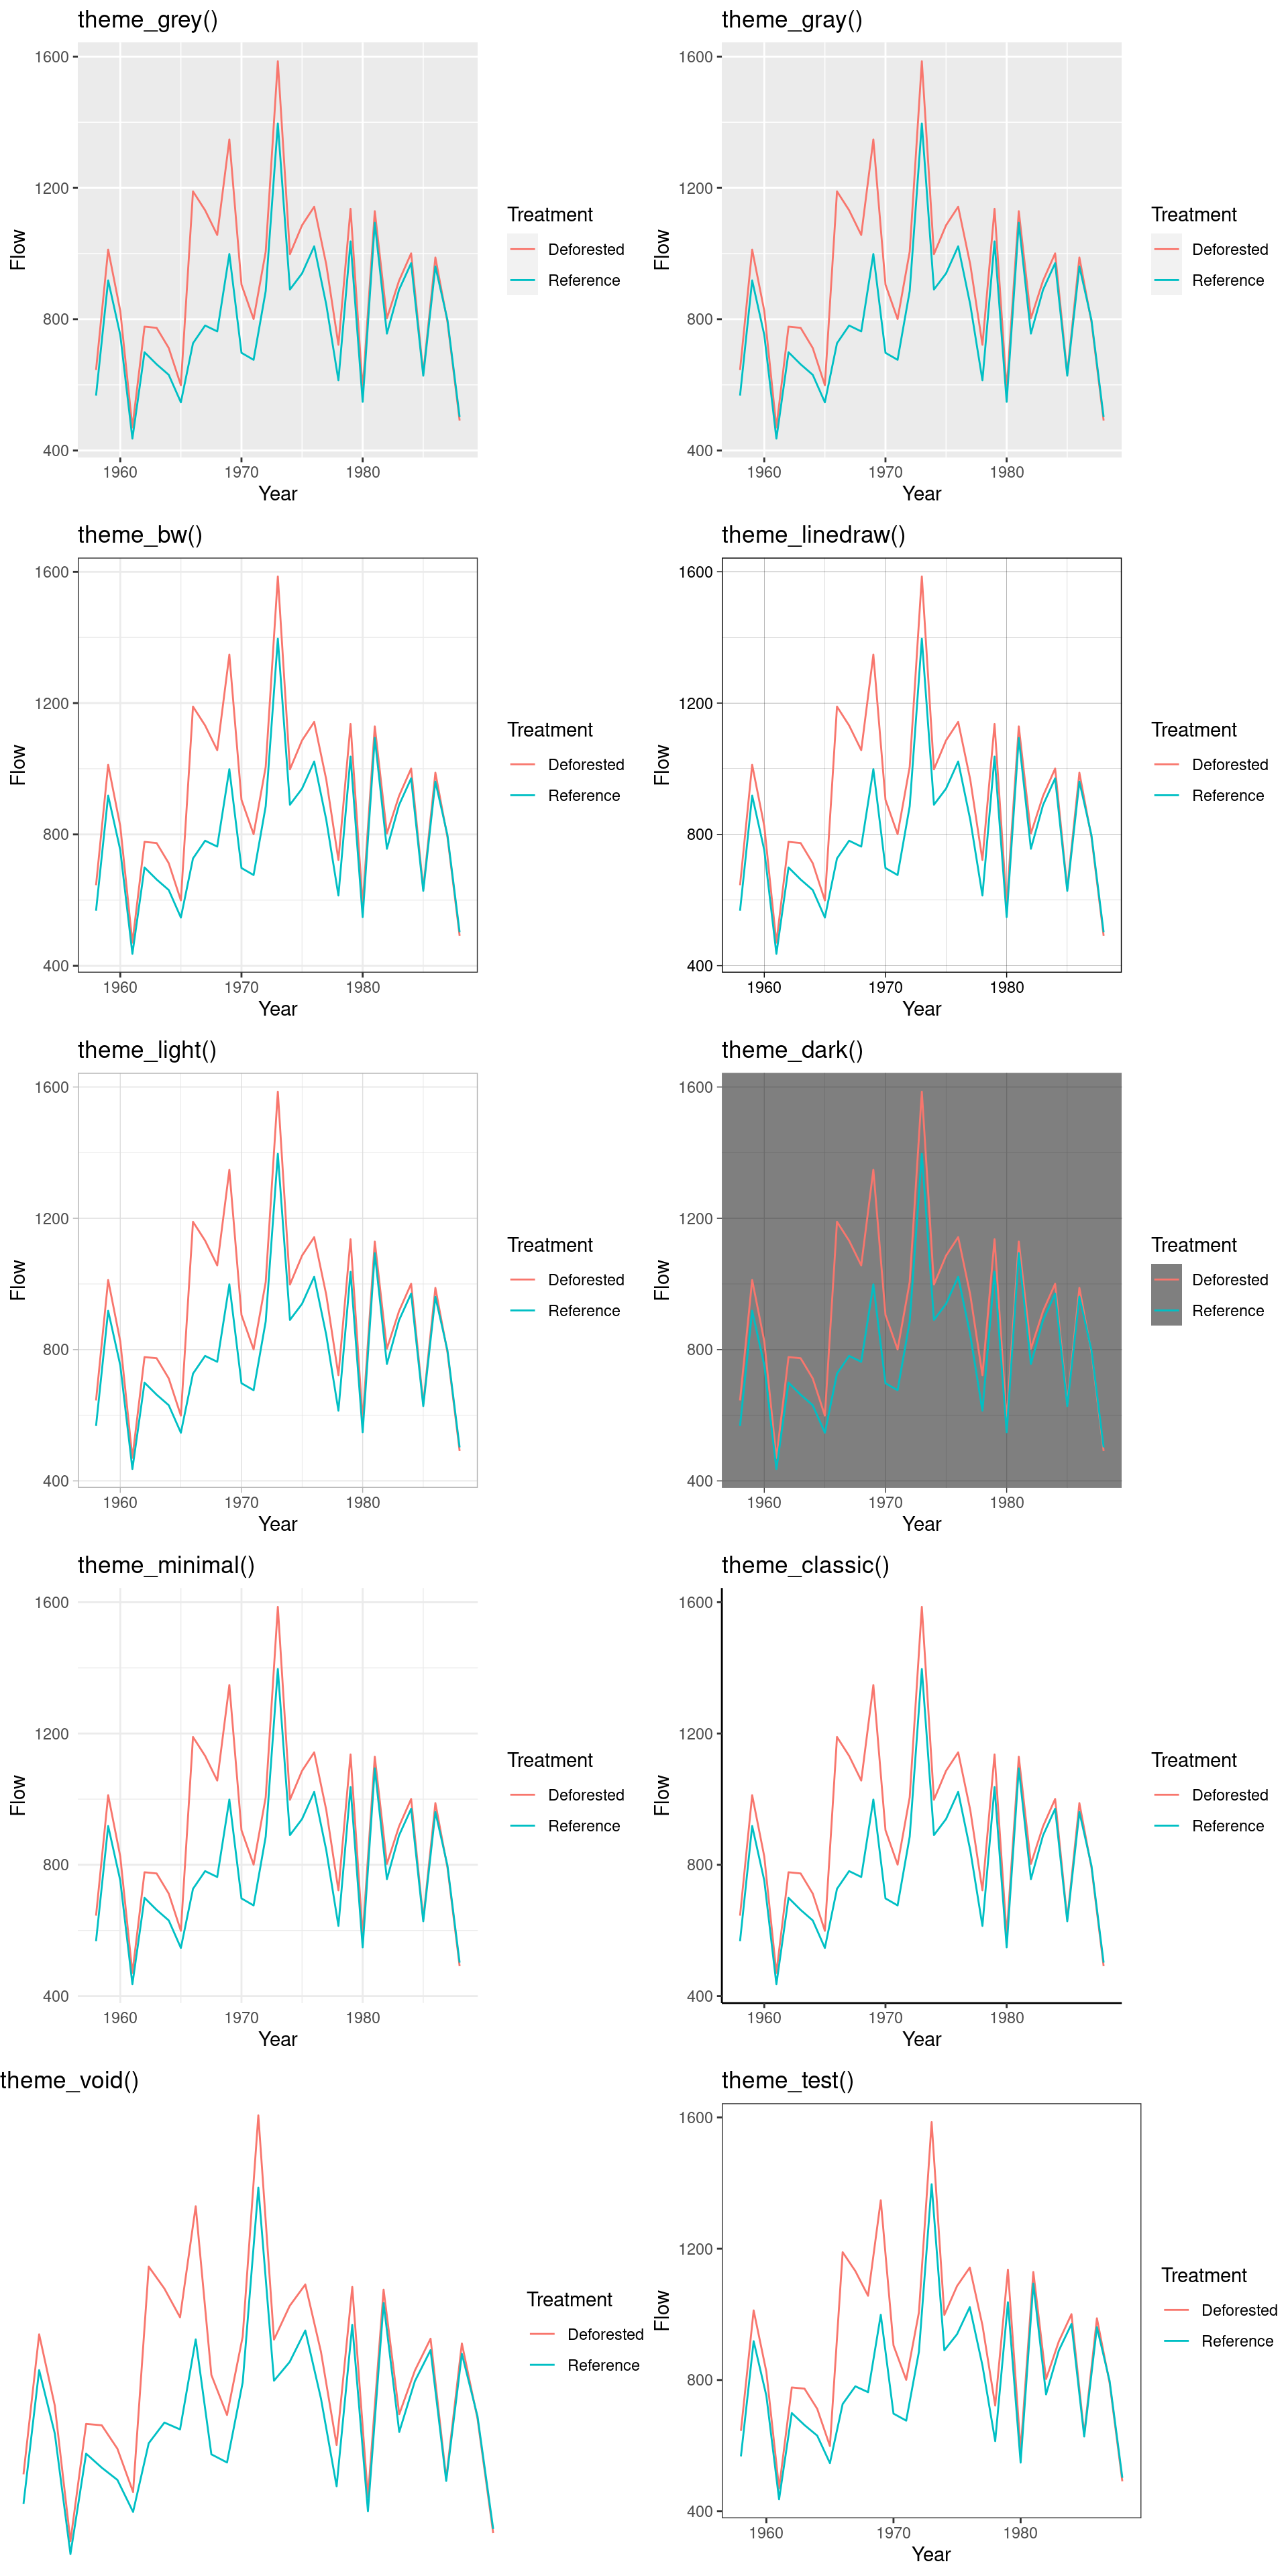 theme_grey()
1600
1200
800
400
Flow
1960 1970 1980
Year
Treatment
Deforested
Reference
theme_gray()
1600
1200
800
400
Flow
1960 1970 1980
Year
Treatment
Deforested
Reference
theme_bw()
1600
1200
800
400
Flow
1960 1970 1980
Year
Treatment
Deforested
Reference
theme_linedraw()
1600
1200
800
400
Flow
1960 1970 1980
Year
Treatment
Deforested
Reference
theme_light()
1600
1200
800
400
Flow
1960 1970 1980
Year
Treatment
Deforested
Reference
theme_dark()
1600
1200
800
400
Flow
1960 1970 1980
Year
Treatment
Deforested
Reference
theme_minimal()
1600
1200
800
400
Flow
1960 1970 1980
Year
Treatment
Deforested
Reference
theme_classic()
1600
1200
800
400
Flow
1960 1970 1980
Year
Treatment
Deforested
Reference
theme_void()
Treatment
Deforested
Reference
theme_test()
1600
1200
800
400
Flow
1960 1970 1980
Year
Treatment
Deforested
Reference